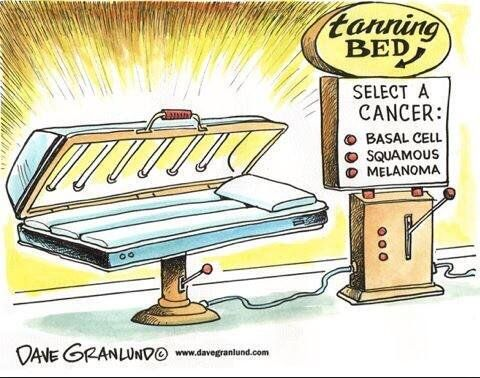 tanning
BED
SELECT A
CANCER:
BASAL CELL
SQUAMOUS
MELANOMA
DAVE GRANLUND© www.davegranlund.com